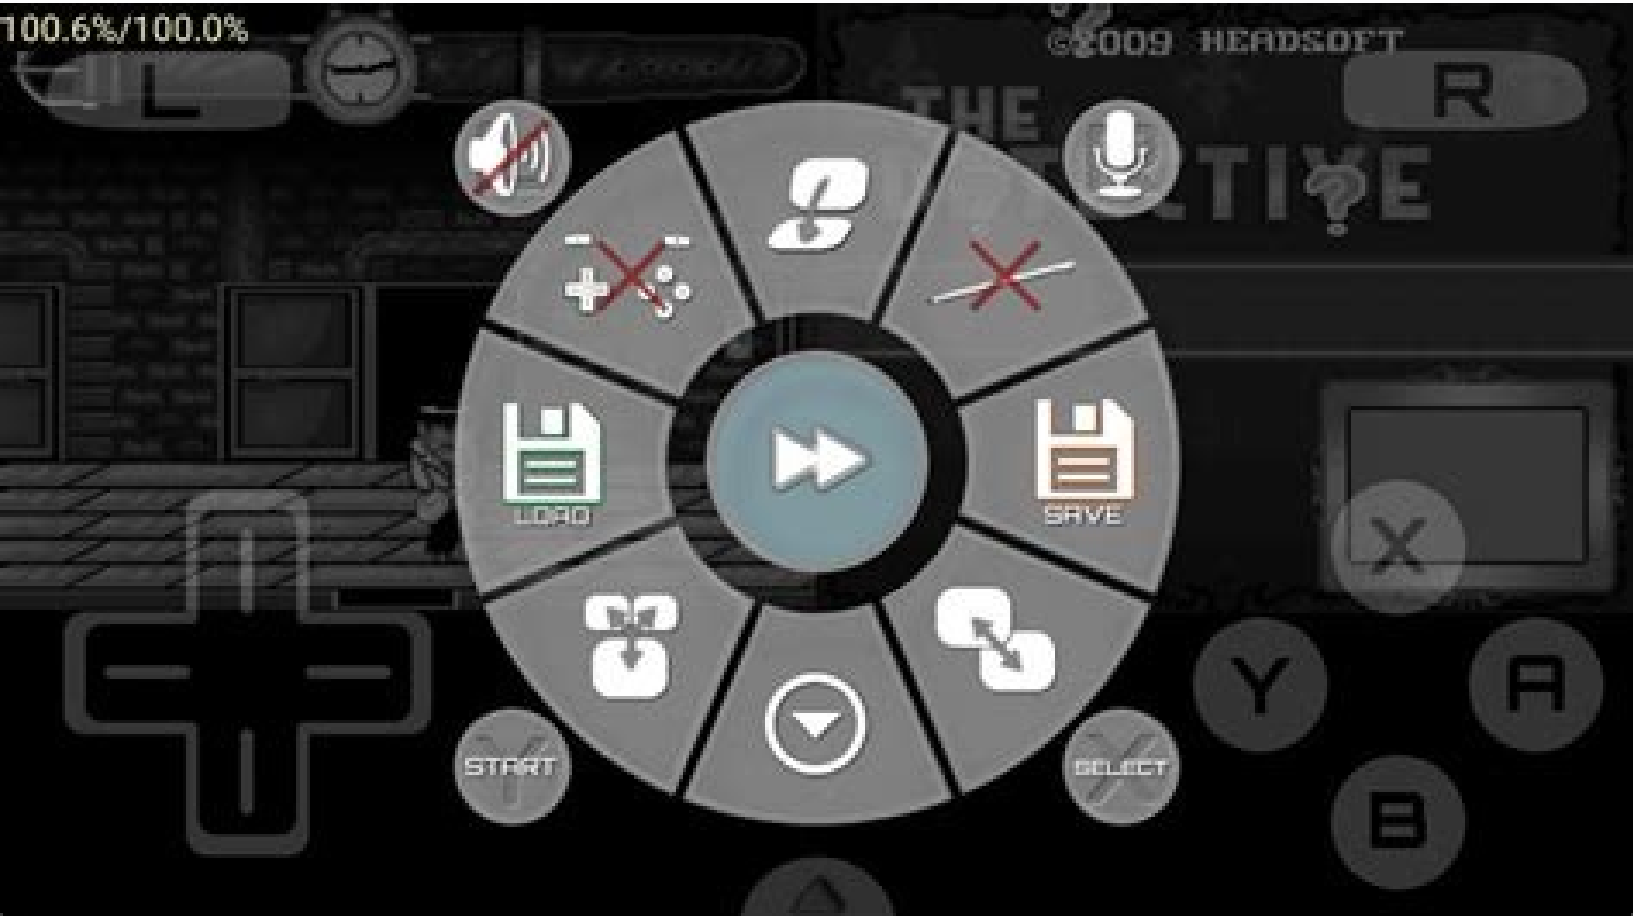 100.6%/100.0%
©2009 HEADSOFT
L
R
THE
LOAD
SAVE
X
Y
A
START
SELECT
B